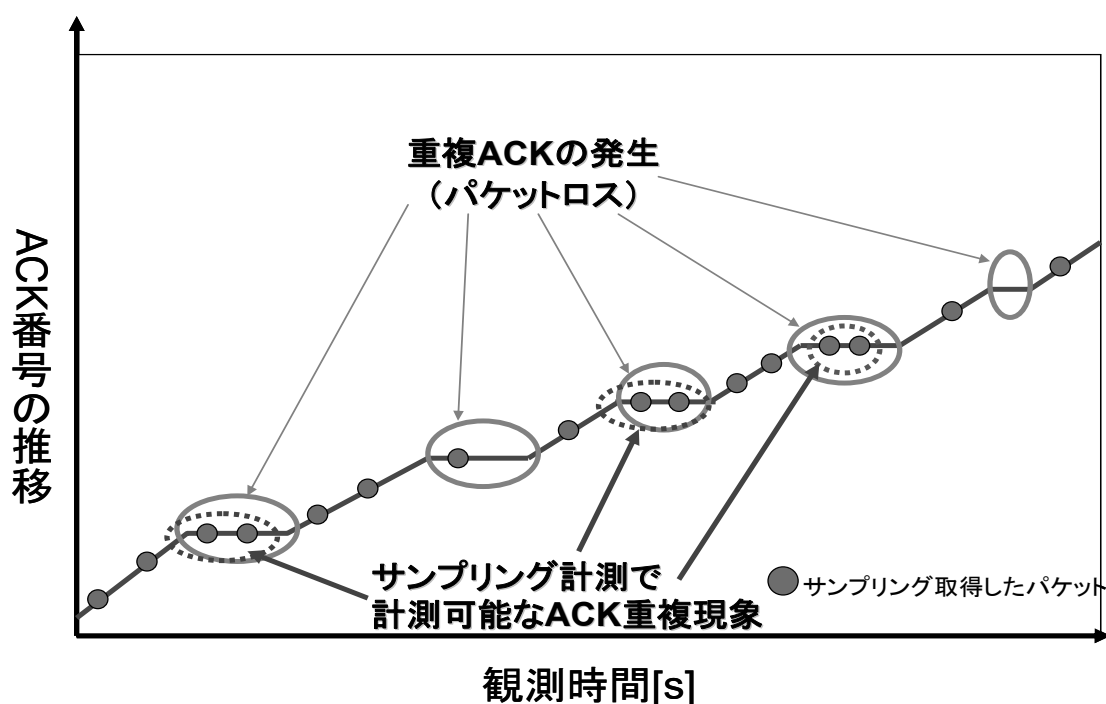 重複ACKの発生
（パケットロス）
ACK番号の推移
サンプリング計測で
計測可能なACK重複現象
サンプリング取得したパケット
観測時間[s]